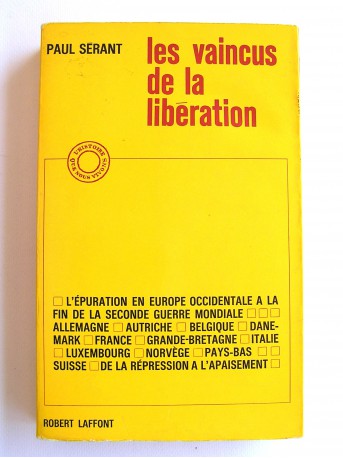 PAUL SÉRANT
les vaincus
de la
libération
L'HISTOIRE
QUE NOUS VIVONS
□ L'ÉPURATION EN EUROPE OCCIDENTALE A LA
FIN DE LA SECONDE GUERRE MONDIALE □ □ □
ALLEMAGNE □ AUTRICHE □ BELGIQUE □ DANE-
MARK □ FRANCE □ GRANDE-BRETAGNE □ ITALIE
□ LUXEMBOURG □ NORVÈGE □ PAYS-BAS □ □
SUISSE □ DE LA RÉPRESSION A L'APAISEMENT □
ROBERT LAFFONT